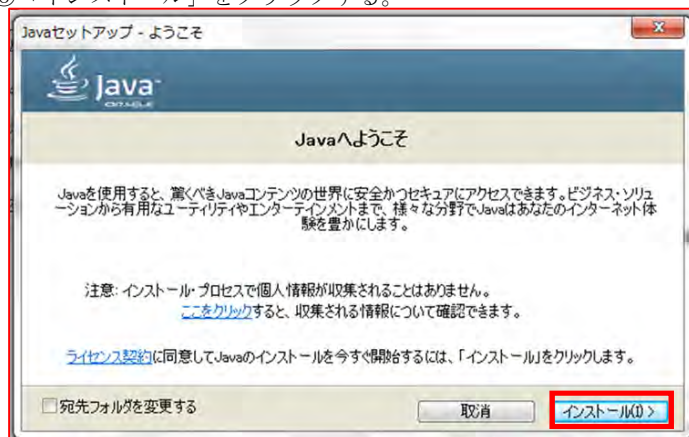 「インストール」をクリックする。
Javaセットアップ - ようこそ
Java
ORACLE
Javaへようこそ
Javaを使用すると、驚くべきJavaコンテンツの世界に安全かつセキュアにアクセスできます。ビジネス・ソリュ
ーションから有用なユーティリティやエンターテインメントまで、様々な分野でJavaはあなたのインターネット体
験を豊かにします。
注意: インストール・プロセスで個人情報が収集されることはありません。
ここをクリックすると、収集される情報について確認できます。
ライセンス契約に同意してJavaのインストールを今すぐ開始するには、「インストール」をクリックします。
宛先フォルダを変更する
取消
インストール(I) >